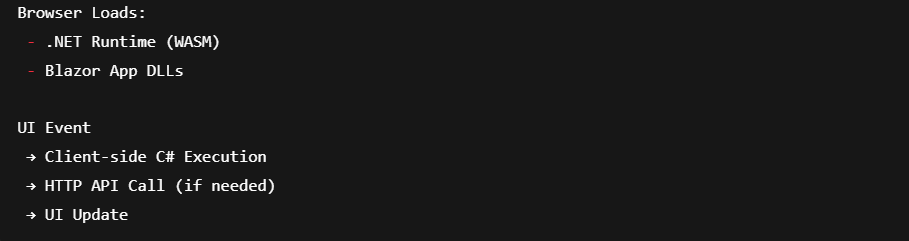 Browser Loads:
- .NET Runtime (WASM)
- Blazor App DLLs
UI Event
→ Client-side C# Execution
→ HTTP API Call (if needed)
→ UI Update